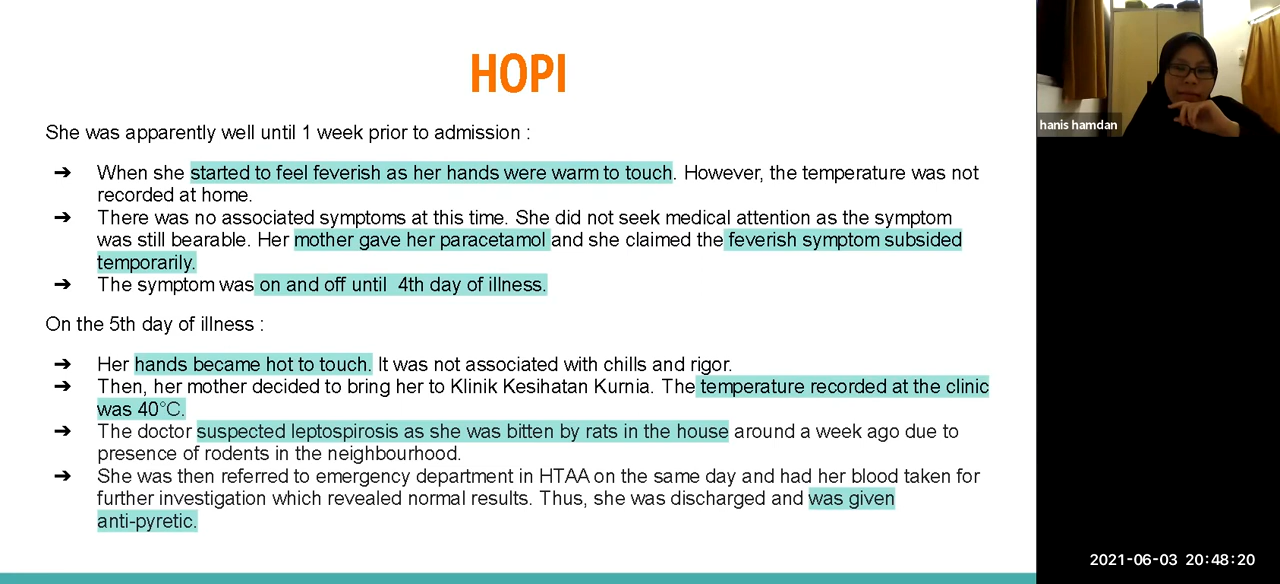 HOPI
She was apparently well until 1 week prior to admission :
➔ When she started to feel feverish as her hands were warm to touch. However, the temperature was not
recorded at home.
➔ There was no associated symptoms at this time. She did not seek medical attention as the symptom
was still bearable. Her mother gave her paracetamol and she claimed the feverish symptom subsided
temporarily.
➔ The symptom was on and off until 4th day of illness.
On the 5th day of illness :
➔ Her hands became hot to touch. It was not associated with chills and rigor.
➔ Then, her mother decided to bring her to Klinik Kesihatan Kurnia. The temperature recorded at the clinic
was 40°C.
➔ The doctor suspected leptospirosis as she was bitten by rats in the house around a week ago due to
presence of rodents in the neighbourhood.
➔ She was then referred to emergency department in HTAA on the same day and had her blood taken for
further investigation which revealed normal results. Thus, she was discharged and was given
anti-pyretic.
hanis hamdan
2021-06-03 20:48:20